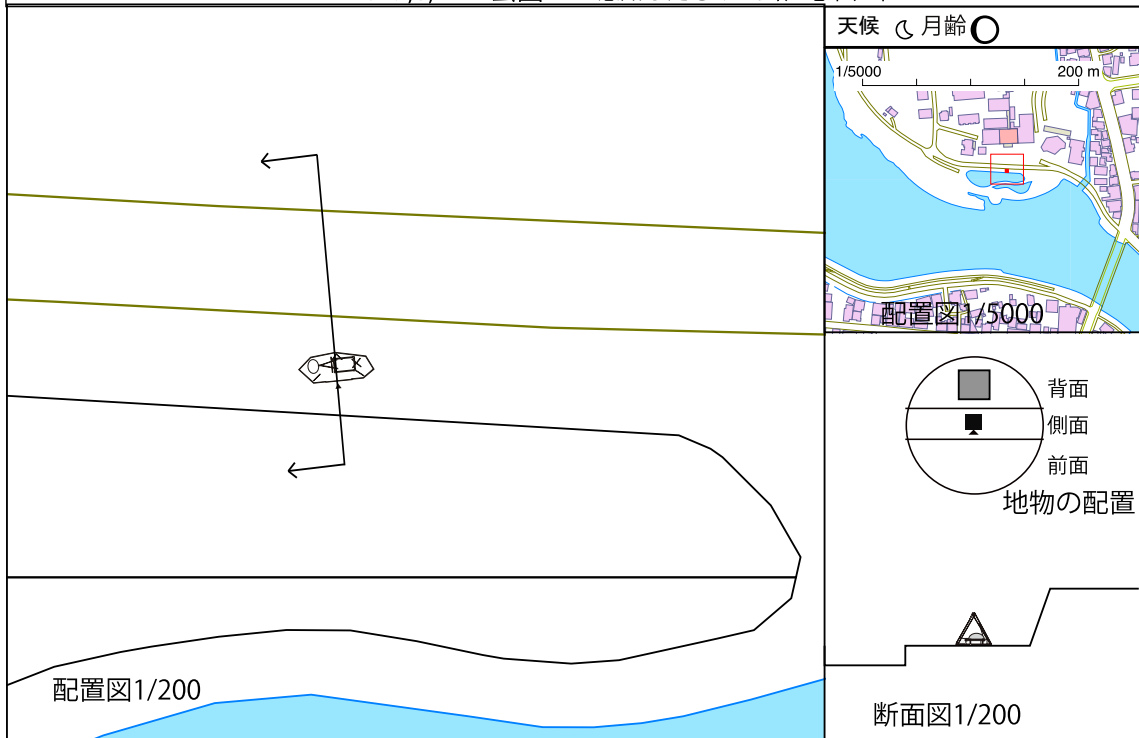 天候 月齢
1/5000 200 m
配置図1/5000
背面
側面
前面
地物の配置
配置図1/200
断面図1/200